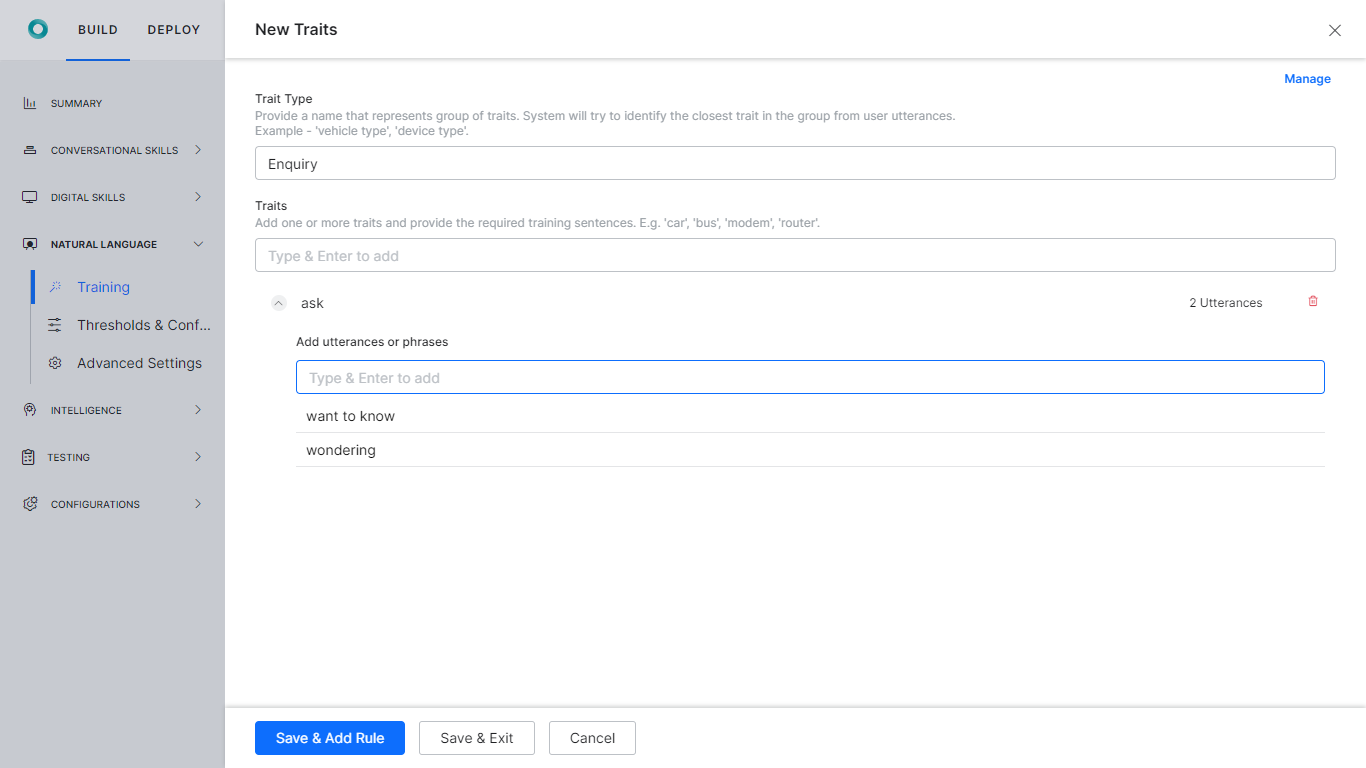 BUILD
DEPLOY
SUMMARY
CONVERSATIONAL SKILLS
DIGITAL SKILLS
NATURAL LANGUAGE
Training
Thresholds & Conf...
Advanced Settings
INTELLIGENCE
TESTING
CONFIGURATIONS
New Traits
Manage
Trait Type
Provide a name that represents group of traits. System will try to identify the closest trait in the group from user utterances.
Example - 'vehicle type', 'device type'.
Enquiry
Traits
Add one or more traits and provide the required training sentences. E.g. 'car', 'bus', 'modem', 'router'.
Type & Enter to add
ask
2 Utterances
Add utterances or phrases
Type & Enter to add
want to know
wondering
Save & Add Rule
Save & Exit
Cancel